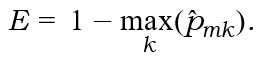 E = 1 − max_k(p̂_mk).